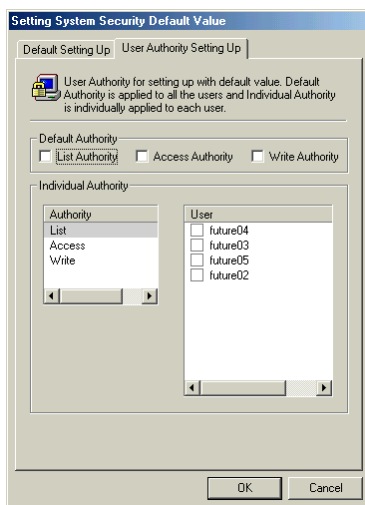 Setting System Security Default Value
Default Setting Up
User Authority Setting Up
User Authority for setting up with default value. Default
Authority is applied to all the users and Individual Authority
is individually applied to each user.
Default Authority
List Authority
Access Authority
Write Authority
Individual Authority
Authority
List
Access
Write
User
future04
future03
future05
future02
OK
Cancel